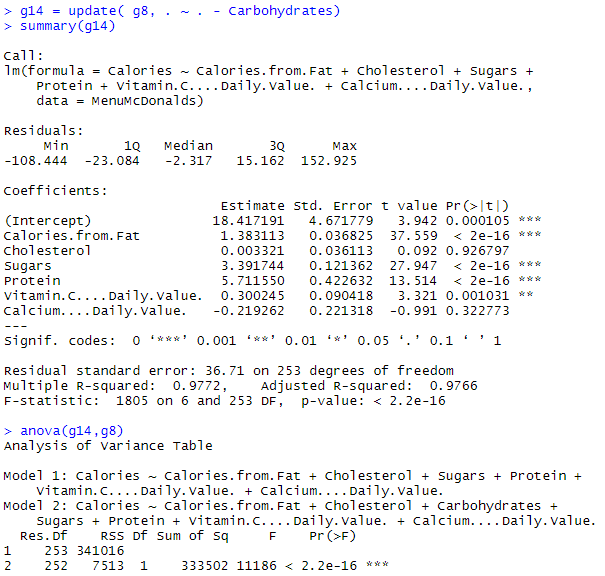 > g14 = update( g8, . ~ . - Carbohydrates)
> summary(g14)

Call:
lm(formula = Calories ~ Calories.from.Fat + Cholesterol + Sugars +
    Protein + Vitamin.C....Daily.Value. + Calcium....Daily.Value.,
    data = MenuMcDonalds)

Residuals:
     Min       1Q   Median       3Q      Max
-108.444  -23.084   -2.317   15.162  152.925

Coefficients:
                           Estimate Std. Error t value Pr(>|t|)
(Intercept)               18.417191   4.671779   3.942 0.000105 ***
Calories.from.Fat          1.383113   0.036825  37.559  < 2e-16 ***
Cholesterol                0.003321   0.036113   0.092 0.926797
Sugars                     3.391744   0.121362  27.947  < 2e-16 ***
Protein                    5.711550   0.422632  13.514  < 2e-16 ***
Vitamin.C....Daily.Value.  0.300245   0.090418   3.321 0.001031 **
Calcium....Daily.Value.   -0.219262   0.221318  -0.991 0.322773
---
Signif. codes:  0 ‘***’ 0.001 ‘**’ 0.01 ‘*’ 0.05 ‘.’ 0.1 ‘ ’ 1

Residual standard error: 36.71 on 253 degrees of freedom
Multiple R-squared:  0.9772,    Adjusted R-squared:  0.9766
F-statistic:  1805 on 6 and 253 DF,  p-value: < 2.2e-16

> anova(g14,g8)
Analysis of Variance Table

Model 1: Calories ~ Calories.from.Fat + Cholesterol + Sugars + Protein +
    Vitamin.C....Daily.Value. + Calcium....Daily.Value.
Model 2: Calories ~ Calories.from.Fat + Cholesterol + Carbohydrates +
    Sugars + Protein + Vitamin.C....Daily.Value. + Calcium....Daily.Value.
  Res.Df    RSS Df Sum of Sq     F    Pr(>F)
1    253 341016
2    252   7513  1    333502 11186 < 2.2e-16 ***